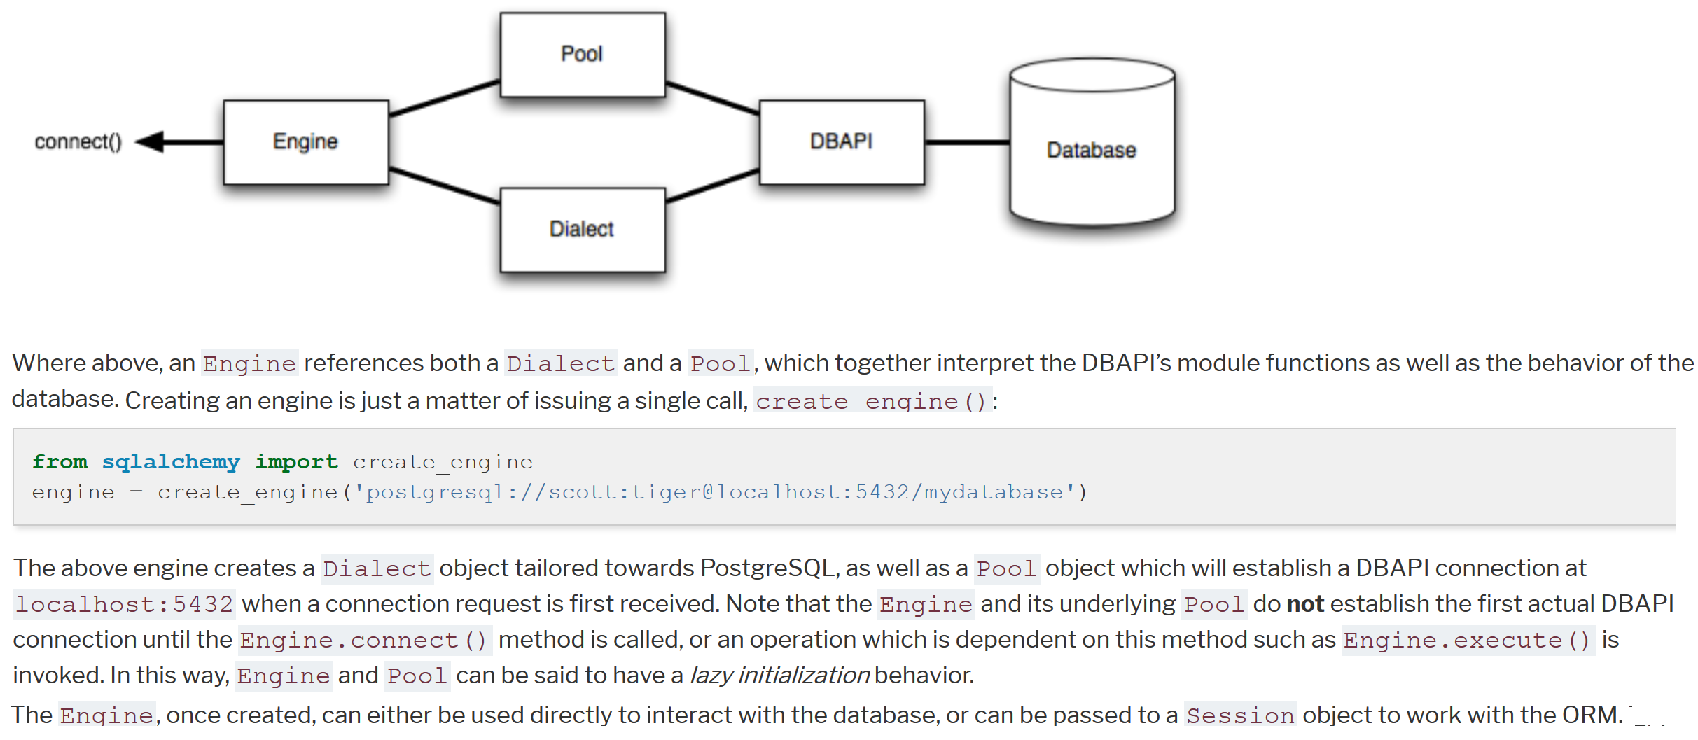 Pool
connect()
Engine
DBAPI
Database
Dialect
Where above, an Engine references both a Dialect and a Pool, which together interpret the DBAPI's module functions as well as the behavior of the
database. Creating an engine is just a matter of issuing a single call, create_engine():
from sqlalchemy import create_engine
engine = create_engine('postgresql://scott:tiger@localhost:5432/mydatabase')
The above engine creates a Dialect object tailored towards PostgreSQL, as well as a Pool object which will establish a DBAPI connection at
localhost:5432 when a connection request is first received. Note that the Engine and its underlying Pool do not establish the first actual DBAPI
connection until the Engine.connect() method is called, or an operation which is dependent on this method such as Engine.execute() is
invoked. In this way, Engine and Pool can be said to have a lazy initialization behavior.
The Engine, once created, can either be used directly to interact with the database, or can be passed to a Session object to work with the ORM.